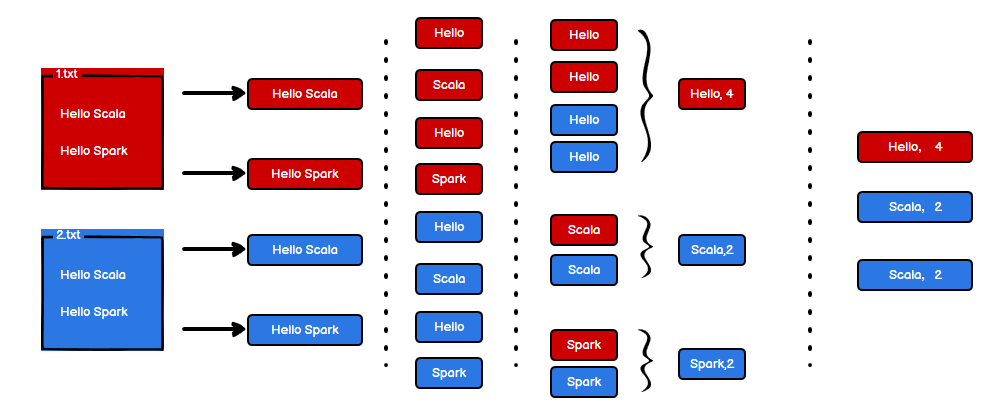 1.txt
Hello Scala
Hello Spark
2.txt
Hello Scala
Hello Spark
Hello Scala
Hello Spark
Hello Scala
Hello Spark
Hello
Scala
Hello
Spark
Hello
Scala
Hello
Spark
Hello
Hello
Hello
Hello
Scala
Scala
Spark
Spark
Hello, 4
Scala,2
Spark,2
Hello, 4
Scala, 2
Scala, 2